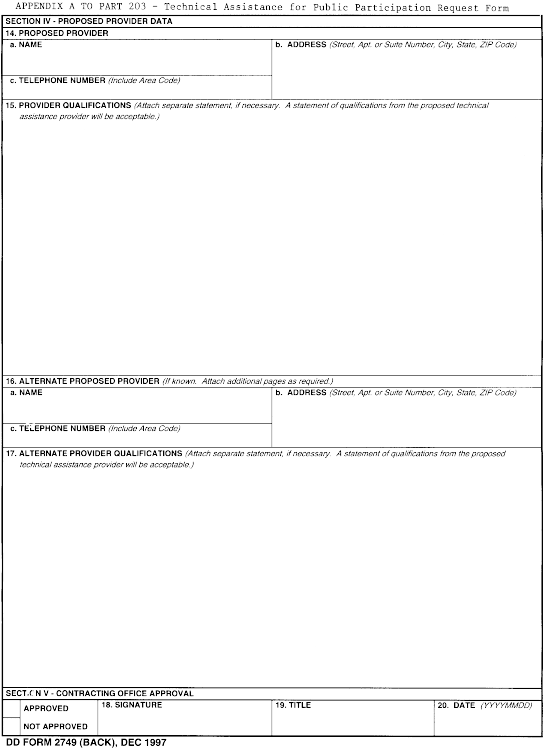 APPENDIX A TO PART 203 - Technical Assistance for Public Participation Request Form
SECTION IV - PROPOSED PROVIDER DATA
14. PROPOSED PROVIDER
a. NAME
b. ADDRESS (Street, Apt. or Suite Number, City, State, ZIP Code)
c. TELEPHONE NUMBER (Include Area Code)
15. PROVIDER QUALIFICATIONS (Attach separate statement, if necessary. A statement of qualifications from the proposed technical
assistance provider will be acceptable.)
16. ALTERNATE PROPOSED PROVIDER (If known. Attach additional pages as required.)
a. NAME
b. ADDRESS (Street, Apt. or Suite Number, City, State, ZIP Code)
c. TELEPHONE NUMBER (Include Area Code)
17. ALTERNATE PROVIDER QUALIFICATIONS (Attach separate statement, if necessary. A statement of qualifications from the proposed
technical assistance provider will be acceptable.)
SECTION V - CONTRACTING OFFICE APPROVAL
APPROVED
NOT APPROVED
18. SIGNATURE
19. TITLE
20. DATE (YYYYMMDD)
DD FORM 2749 (BACK), DEC 1997